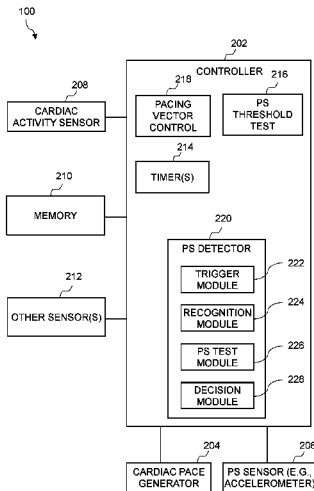 100
202
CONTROLLER
208
CARDIAC
ACTIVITY SENSOR
218
PACING
VECTOR
CONTROL
216
PS
THRESHOLD
TEST
214
TIMER(S)
210
MEMORY
212
OTHER SENSOR(S)
220
PS DETECTOR
TRIGGER
MODULE
222
RECOGNITION
MODULE
224
PS TEST
MODULE
226
DECISION
MODULE
228
204
CARDIAC PACE
GENERATOR
206
PS SENSOR (E.G.,
ACCELEROMETER)